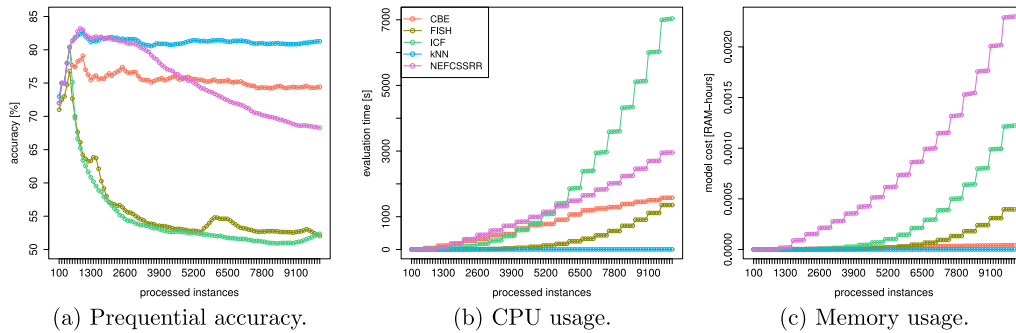 accuracy [%]
85
80
75
70
65
60
55
50
100 1300 2600 3900 5200 6500 7800 9100
processed instances
(a) Prequential accuracy.
CBE
FISH
ICF
kNN
NEFCSSRR
evaluation time [s]
7000
5000
3000
1000
0
100 1300 2600 3900 5200 6500 7800 9100
processed instances
(b) CPU usage.
model cost [RAM−hours]
0.0020
0.0015
0.0010
0.0005
0.0000
100 1300 2600 3900 5200 6500 7800 9100
processed instances
(c) Memory usage.